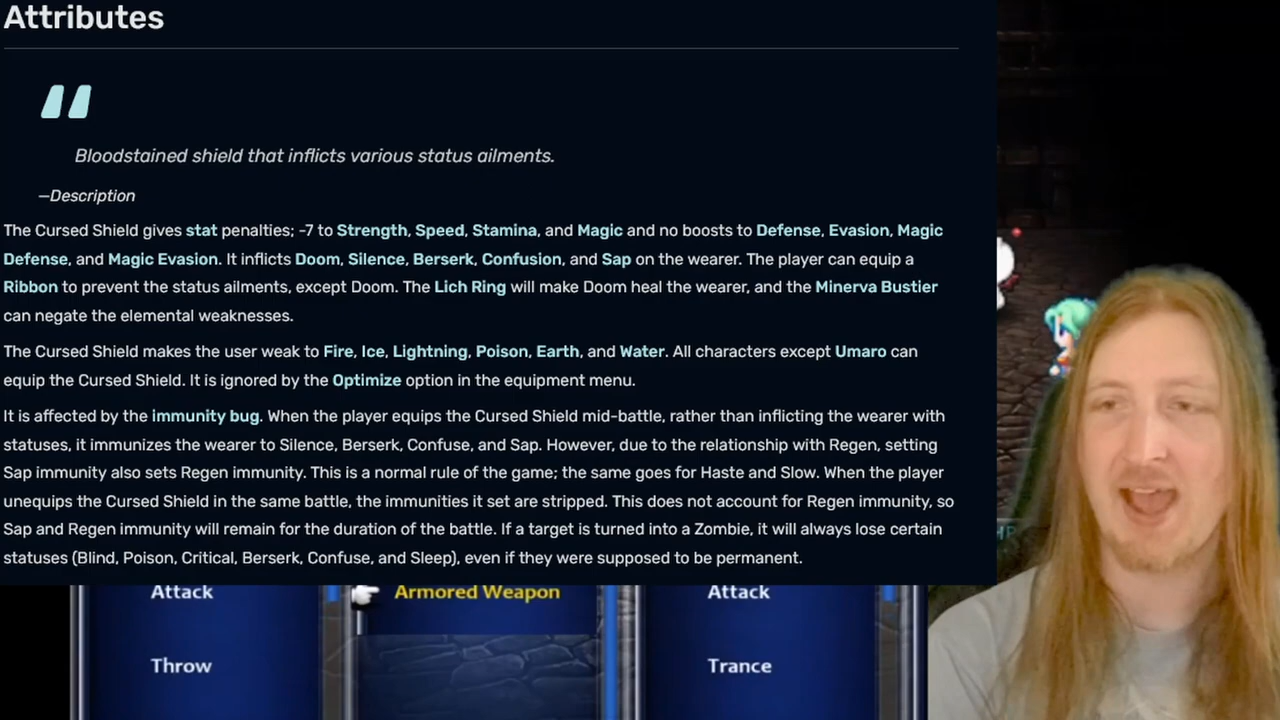 Attributes
Bloodstained shield that inflicts various status ailments.
—Description
The Cursed Shield gives stat penalties; -7 to Strength, Speed, Stamina, and Magic and no boosts to Defense, Evasion, Magic
Defense, and Magic Evasion. It inflicts Doom, Silence, Berserk, Confusion, and Sap on the wearer. The player can equip a
Ribbon to prevent the status ailments, except Doom. The Lich Ring will make Doom heal the wearer, and the Minerva Bustier
can negate the elemental weaknesses.
The Cursed Shield makes the user weak to Fire, Ice, Lightning, Poison, Earth, and Water. All characters except Umaro can
equip the Cursed Shield. It is ignored by the Optimize option in the equipment menu.
It is affected by the immunity bug. When the player equips the Cursed Shield mid-battle, rather than inflicting the wearer with
statuses, it immunizes the wearer to Silence, Berserk, Confuse, and Sap. However, due to the relationship with Regen, setting
Sap immunity also sets Regen immunity. This is a normal rule of the game; the same goes for Haste and Slow. When the player
unequips the Cursed Shield in the same battle, the immunities it set are stripped. This does not account for Regen immunity, so
Sap and Regen immunity will remain for the duration of the battle. If a target is turned into a Zombie, it will always lose certain
statuses (Blind, Poison, Critical, Berserk, Confuse, and Sleep), even if they were supposed to be permanent.
Attack Armored Weapon Attack
Throw Trance